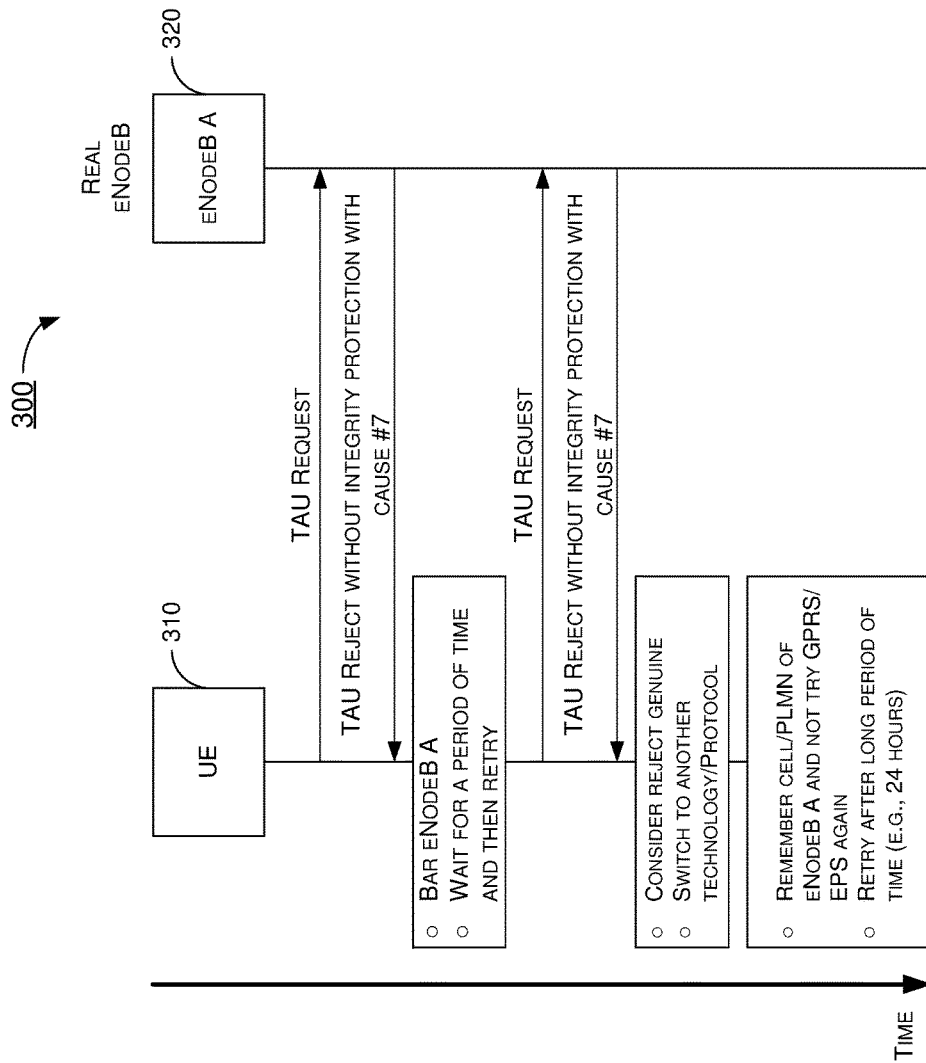 300
REAL
ENODEB
310
320
UE
ENODEB A
TAU REQUEST
TAU REJECT WITHOUT INTEGRITY PROTECTION WITH
CAUSE #7
○ BAR ENODEB A
○ WAIT FOR A PERIOD OF TIME
AND THEN RETRY
TAU REQUEST
TAU REJECT WITHOUT INTEGRITY PROTECTION WITH
CAUSE #7
○ CONSIDER REJECT GENUINE
○ SWITCH TO ANOTHER
TECHNOLOGY/PROTOCOL
○ REMEMBER CELL/PLMN OF
ENODEB A AND NOT TRY GPRS/
EPS AGAIN
○ RETRY AFTER LONG PERIOD OF
TIME (E.G., 24 HOURS)
TIME